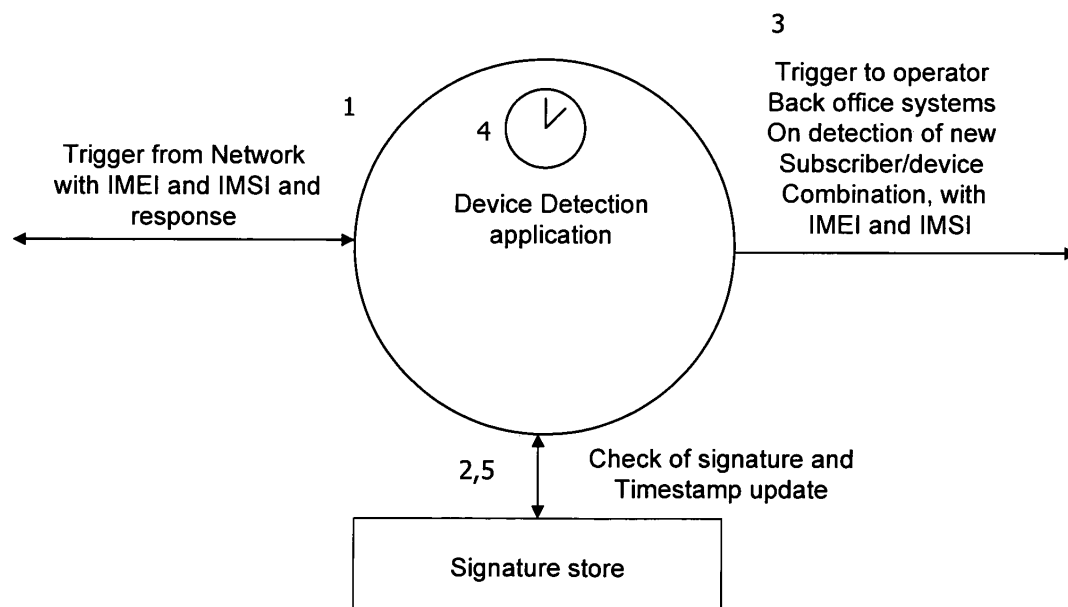 3
Trigger to operator
Back office systems
On detection of new
Subscriber/device
Combination, with
IMEI and IMSI
1
Trigger from Network
with IMEI and IMSI and
response
4
Device Detection
application
2,5
Check of signature and
Timestamp update
Signature store